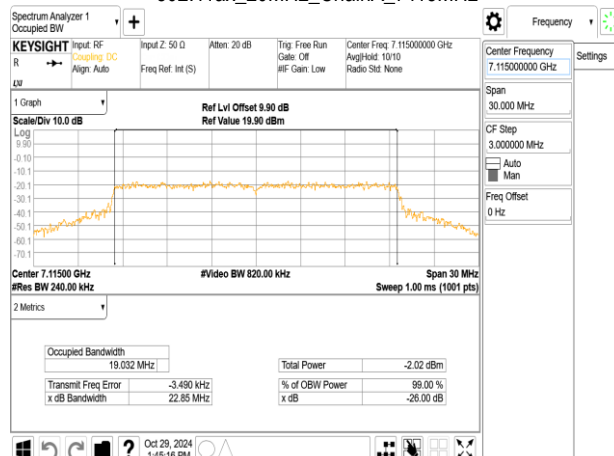 Spectrum Analyzer 1
Occupied BW
Frequency
Settings
KEYSIGHT
R
LXI
Input: RF
Coupling: DC
Align: Auto
Input Z: 50 Ω
Freq Ref: Int (S)
Atten: 20 dB
Trig: Free Run
Gate: Off
#IF Gain: Low
Center Freq: 7.115000000 GHz
Avg|Hold: 10/10
Radio Std: None
Center Frequency
7.115000000 GHz
Span
30.000 MHz
CF Step
3.000000 MHz
Auto
Man
Freq Offset
0 Hz
1 Graph
Scale/Div 10.0 dB
Ref Lvl Offset 9.90 dB
Ref Value 19.90 dBm
Log
9.90
-0.10
-10.1
-20.1
-30.1
-40.1
-50.1
-60.1
-70.1
Center 7.11500 GHz
#Res BW 240.00 kHz
#Video BW 820.00 kHz
Span 30 MHz
Sweep 1.00 ms (1001 pts)
2 Metrics
Occupied Bandwidth
19.032 MHz
Transmit Freq Error -3.490 kHz
x dB Bandwidth 22.85 MHz
Total Power -2.02 dBm
% of OBW Power 99.00 %
x dB -26.00 dB
?
Oct 29, 2024
1:45:16 PM